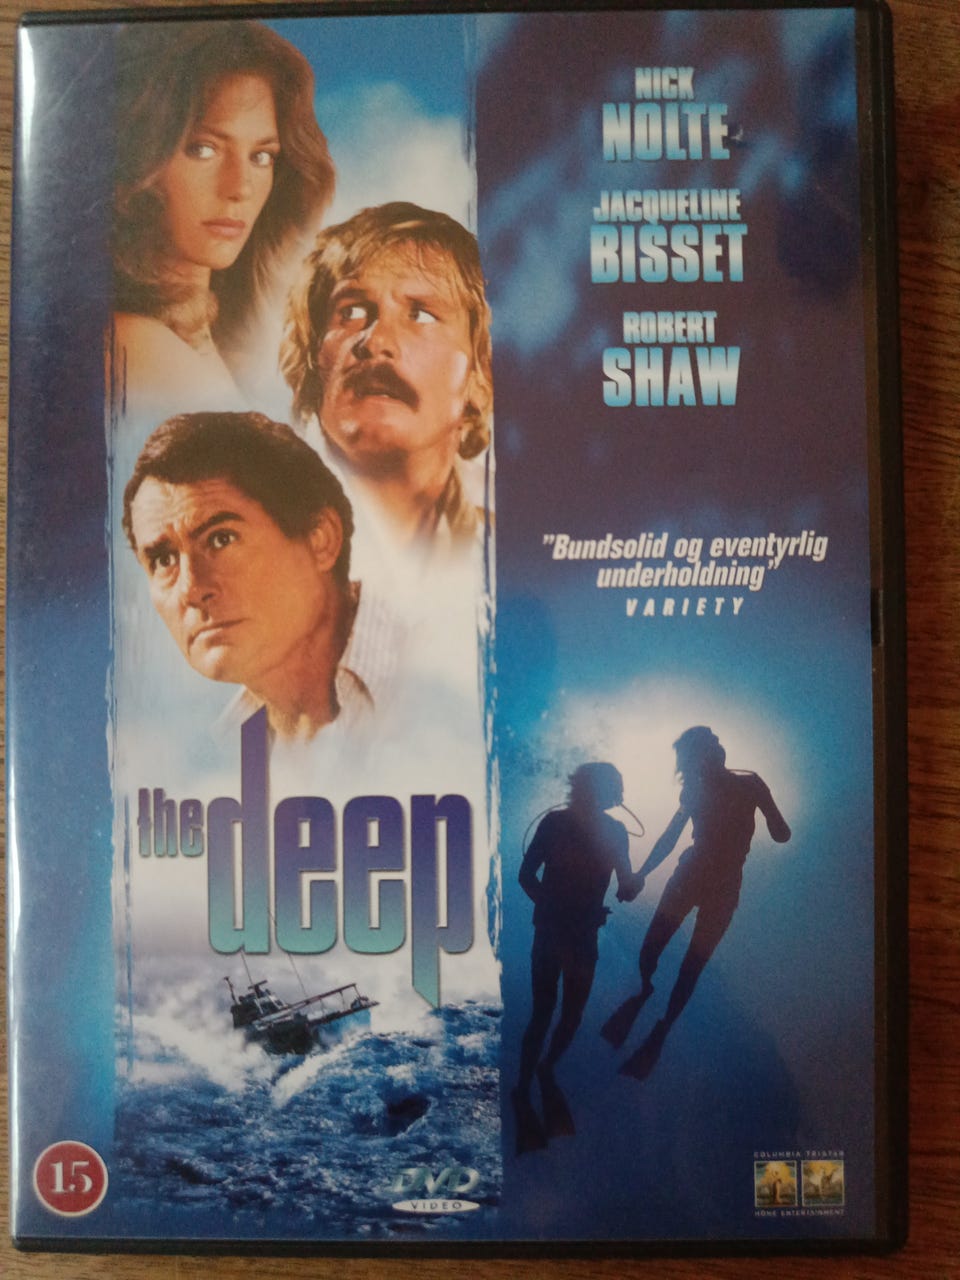 NICK
NOLTE
JACQUELINE
BISSET
ROBERT
SHAW
"Bundsolid og eventyrlig
underholdning"
VARIETY
the deep
15
DVD
VIDEO
COLUMBIA TRISTAR
HOME ENTERTAINMENT